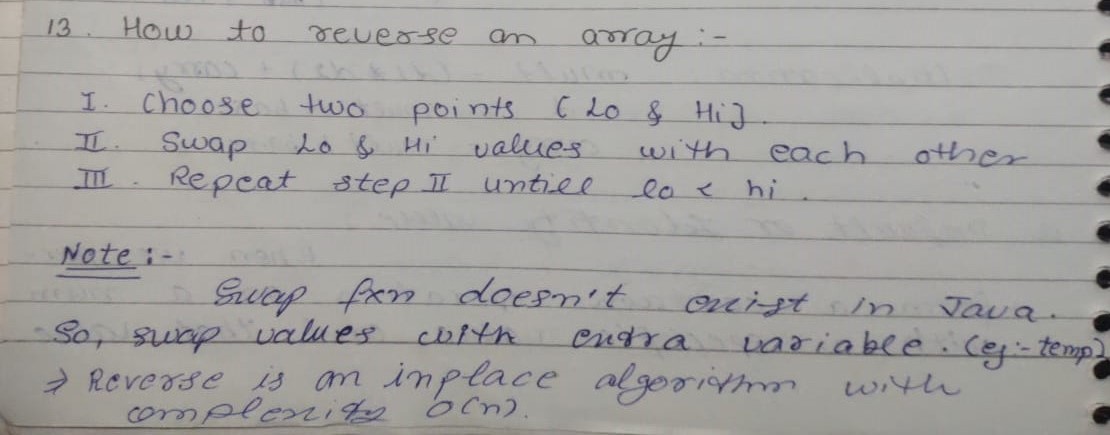 13. How to reverse an array :-
I. Choose two points [Lo & Hi].
II. Swap Lo & Hi values with each other
III. Repeat step II untill lo < hi.
Note :-
Swap fxn doesn't exist in Java.
So, swap values with extra variable. (eg:- temp)
⇒ Reverse is an inplace algorithm with
complexity O(n).